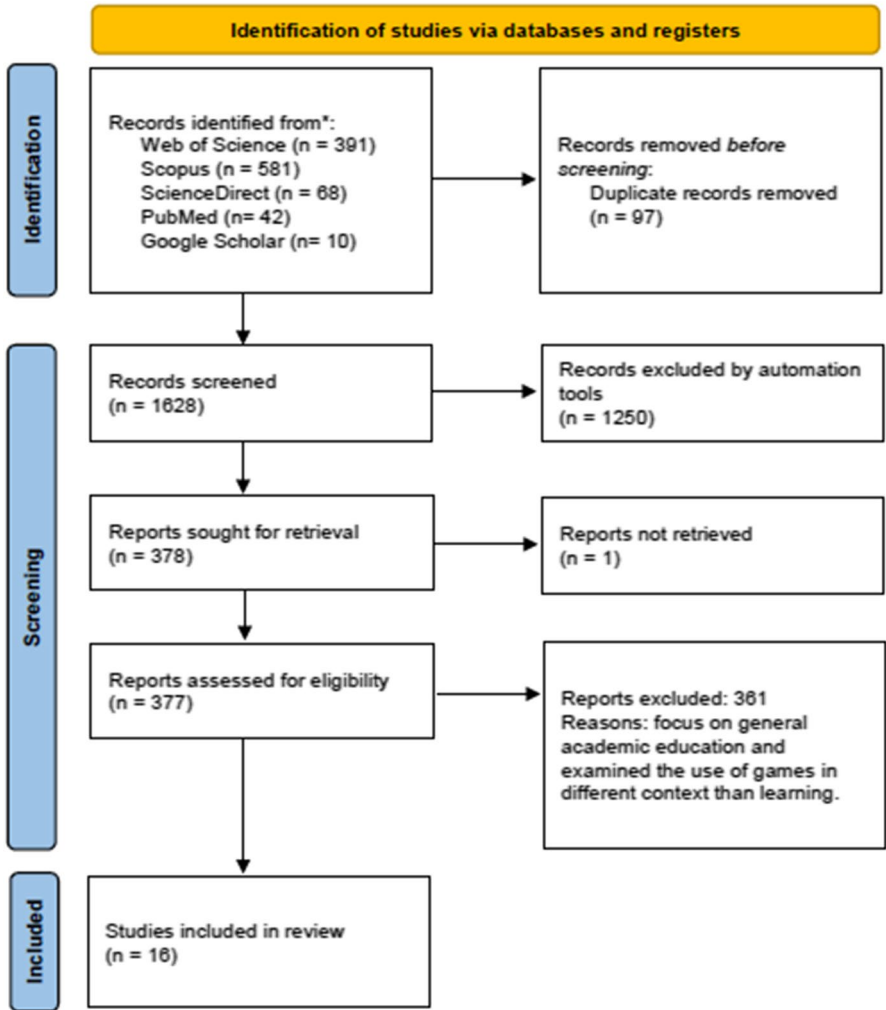 Identification of studies via databases and registers
Identification
Records identified from*:
Web of Science (n = 391)
Scopus (n = 581)
ScienceDirect (n = 68)
PubMed (n= 42)
Google Scholar (n= 10)
Records removed before
screening:
Duplicate records removed
(n = 97)
Screening
Records screened
(n = 1628)
Records excluded by automation
tools
(n = 1250)
Reports sought for retrieval
(n = 378)
Reports not retrieved
(n = 1)
Reports assessed for eligibility
(n = 377)
Reports excluded: 361
Reasons: focus on general
academic education and
examined the use of games in
different context than learning.
Included
Studies included in review
(n = 16)